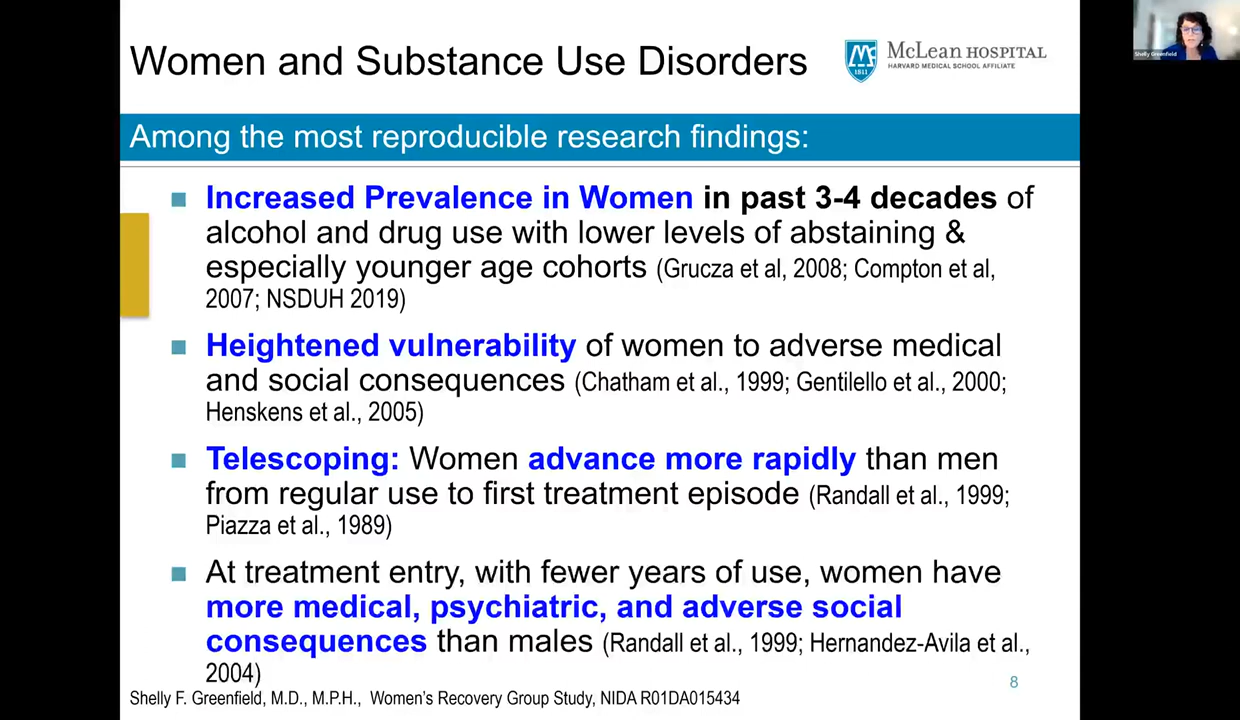 Women and Substance Use Disorders
McLEAN HOSPITAL
HARVARD MEDICAL SCHOOL AFFILIATE
1811
Shelly Greenfield
Among the most reproducible research findings:
Increased Prevalence in Women in past 3-4 decades of
alcohol and drug use with lower levels of abstaining &
especially younger age cohorts (Grucza et al, 2008; Compton et al,
2007; NSDUH 2019)
Heightened vulnerability of women to adverse medical
and social consequences (Chatham et al., 1999; Gentilello et al., 2000;
Henskens et al., 2005)
Telescoping: Women advance more rapidly than men
from regular use to first treatment episode (Randall et al., 1999;
Piazza et al., 1989)
At treatment entry, with fewer years of use, women have
more medical, psychiatric, and adverse social
consequences than males (Randall et al., 1999; Hernandez-Avila et al.,
2004)
8
Shelly F. Greenfield, M.D., M.P.H., Women's Recovery Group Study, NIDA R01DA015434